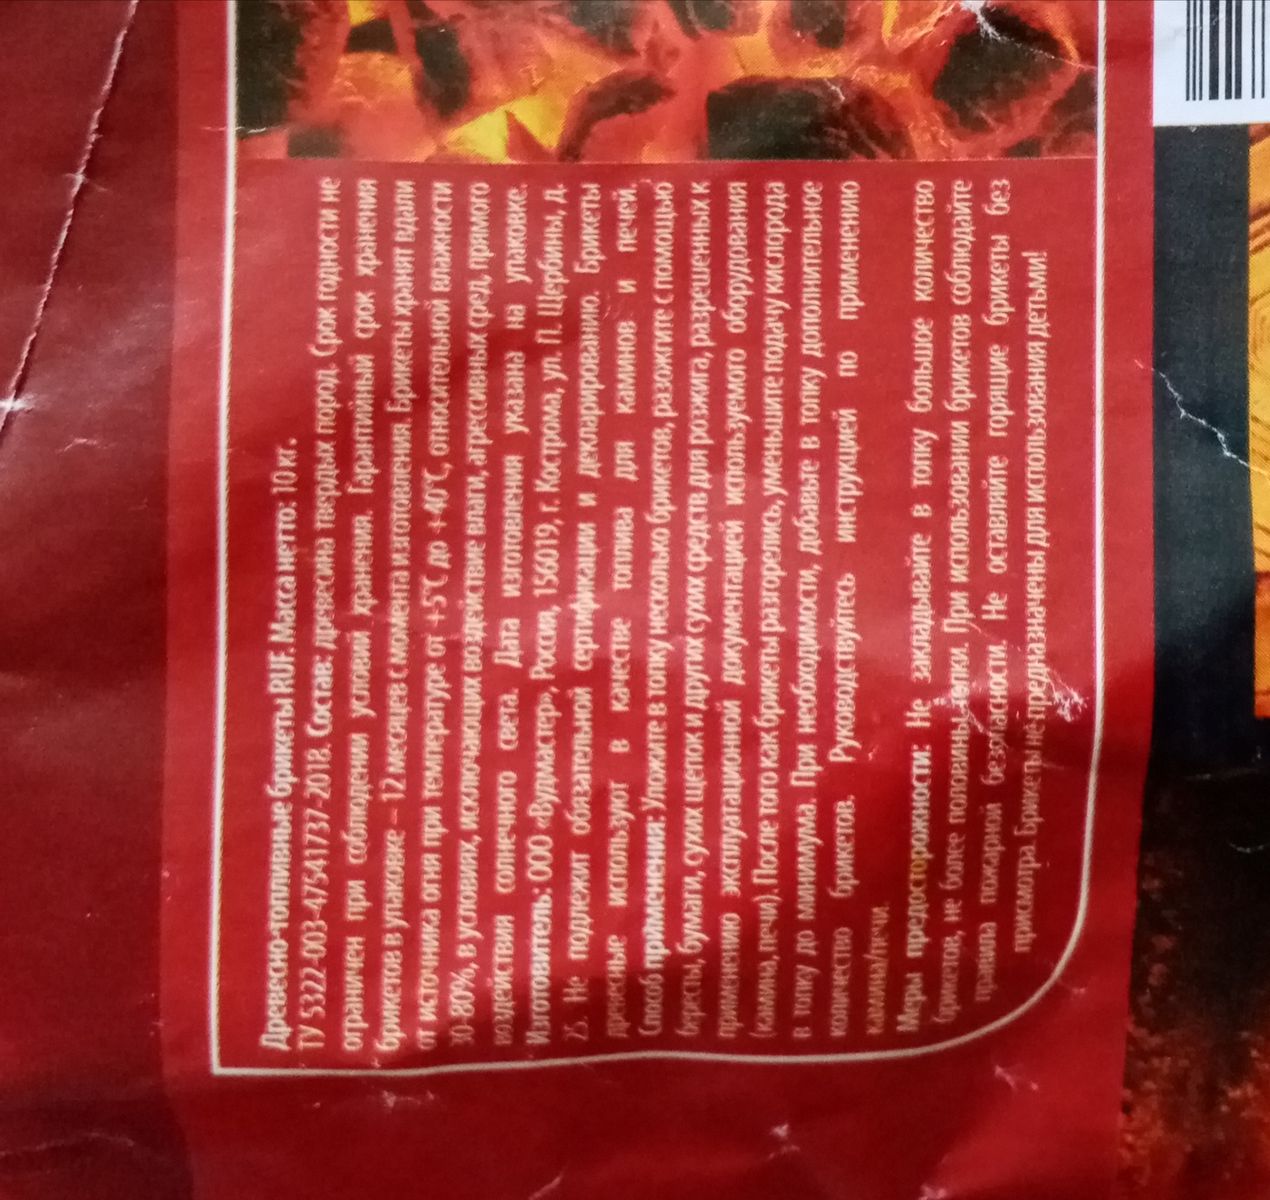 Древесно-топливные брикеты RUF. Масса нетто: 10 кг.
ТУ 5322-003-47541737-2018. Состав: древесина твердых пород. Срок годности не
ограничен при соблюдении условий хранения. Гарантийный срок хранения
брикетов в упаковке – 12 месяцев с момента изготовления. Брикеты хранят вдали
от источника огня при температуре от +5°С до +40°С, относительной влажности
30-80%, в условиях, исключающих воздействие влаги, агрессивных сред, прямого
воздействия солнечного света. Дата изготовления указана на упаковке.
Изготовитель: ООО «Вудмастер», Россия, 156019, г. Кострома, ул. П. Щербины, д.
25. Не подлежит обязательной сертификации и декларированию. Брикеты
древесные используют в качестве топлива для каминов и печей.
Способ применения: Уложите в топку несколько брикетов, разожгите с помощью
бересты, бумаги, сухих щепок и других сухих средств для розжига, разрешенных к
применению эксплуатационной документацией используемого оборудования
(камина, печи). После того как брикеты разгорелись, уменьшите подачу кислорода
в топку до минимума. При необходимости, добавьте в топку дополнительное
количество брикетов. Руководствуйтесь инструкцией по применению
камина/печи.
Меры предосторожности: Не закладывайте в топку большое количество
брикетов, не более половины топки. При использовании брикетов соблюдайте
правила пожарной безопасности. Не оставляйте горящие брикеты без
присмотра. Брикеты не предназначены для использования детьми!